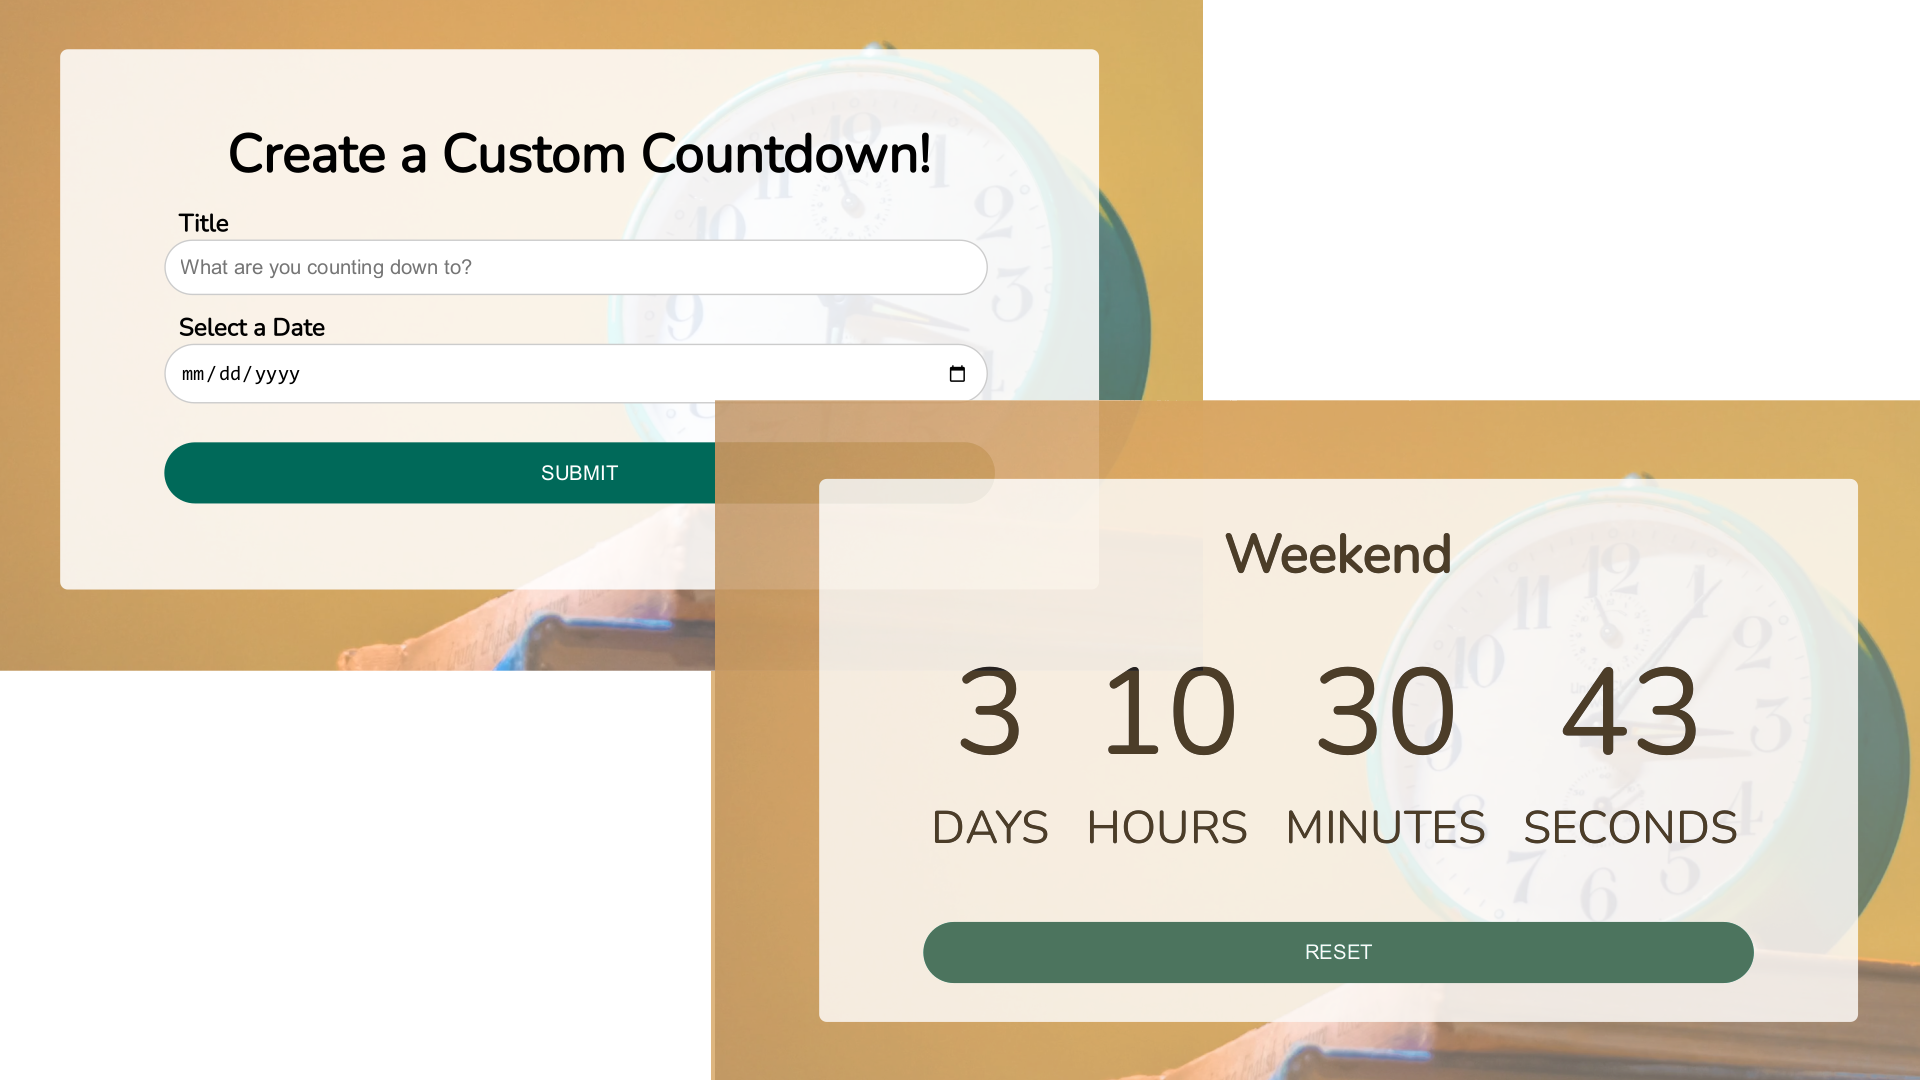 Create a Custom Countdown!
Title
What are you counting down to?
Select a Date
mm/dd/yyyy
SUBMIT
Weekend
3 10 30 43
DAYS HOURS MINUTES SECONDS
RESET